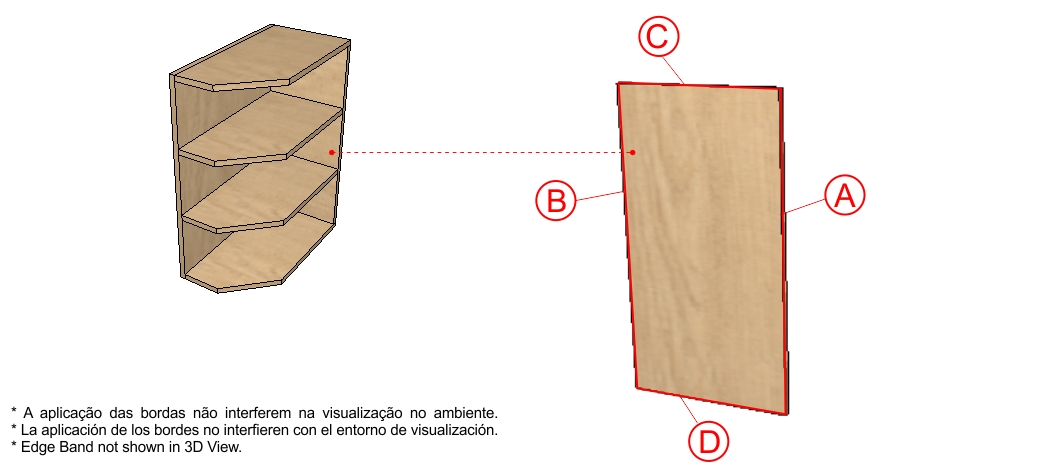 C
B
A
D
* A aplicação das bordas não interferem na visualização no ambiente.
* La aplicación de los bordes no interfieren con el entorno de visualización.
* Edge Band not shown in 3D View.